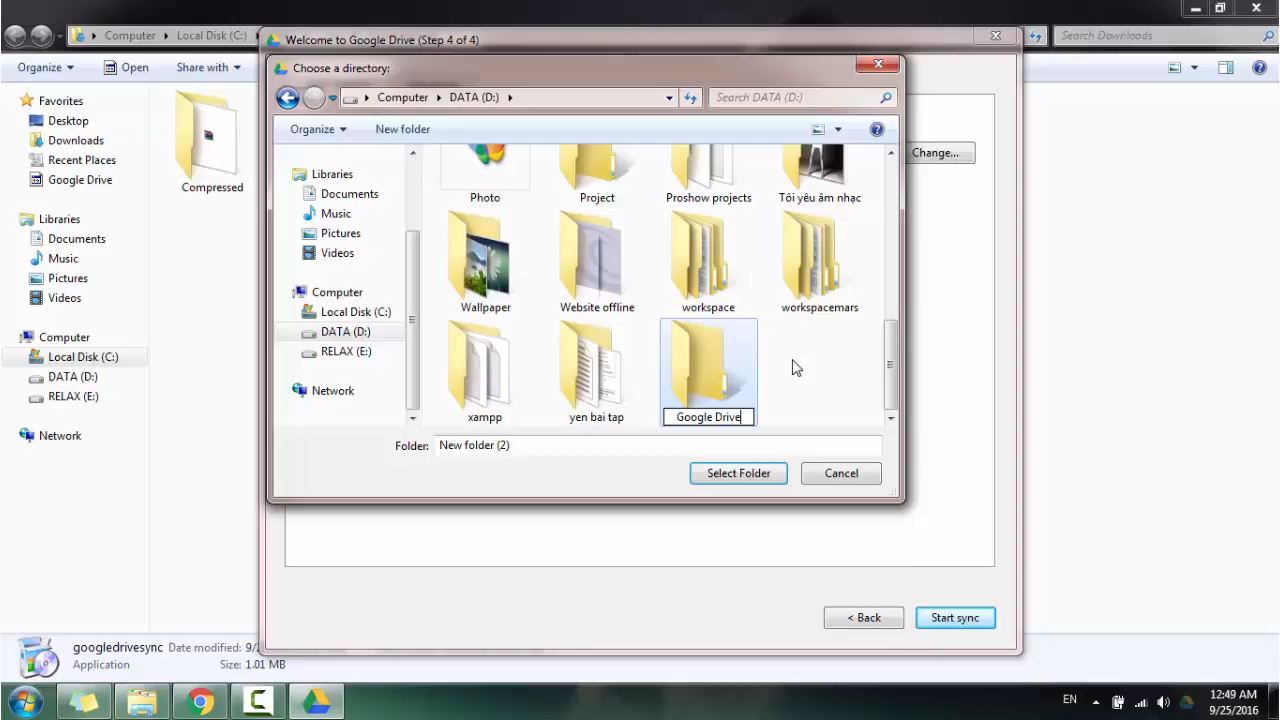 Welcome to Google Drive (Step 4 of 4)
Computer
Local Disk (C:)
Search Downloads
Organize
Open
Share with
Favorites
Desktop
Downloads
Recent Places
Google Drive
Libraries
Documents
Music
Pictures
Videos
Computer
Local Disk (C:)
DATA (D:)
RELAX (E:)
Network
Compressed
Choose a directory:
Computer
DATA (D:)
Search DATA (D:)
Organize
New folder
Libraries
Documents
Music
Pictures
Videos
Computer
Local Disk (C:)
DATA (D:)
RELAX (E:)
Network
Photo
Project
Proshow projects
Tôi yêu âm nhạc
Wallpaper
Website offline
workspace
workspacemars
xampp
yen bai tap
Google Drive
Folder:
New folder (2)
Select Folder
Cancel
Change...
< Back
Start sync
googledrivesync
Date modified: 9/2
Application
Size: 1.01 MB
EN
12:49 AM
9/25/2016